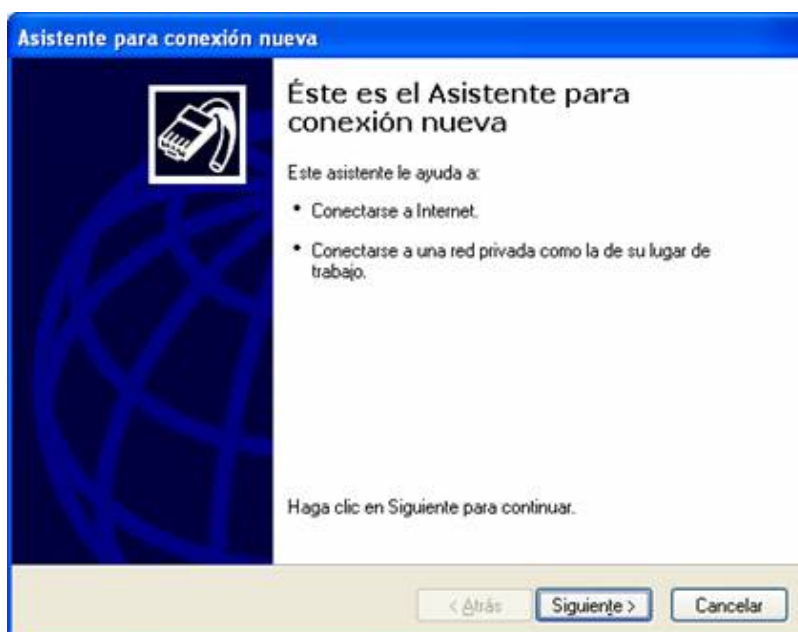 Asistente para conexión nueva
Éste es el Asistente para
conexión nueva
Este asistente le ayuda a:
• Conectarse a Internet.
• Conectarse a una red privada como la de su lugar de
trabajo.
Haga clic en Siguiente para continuar.
< Atrás Siguiente > Cancelar